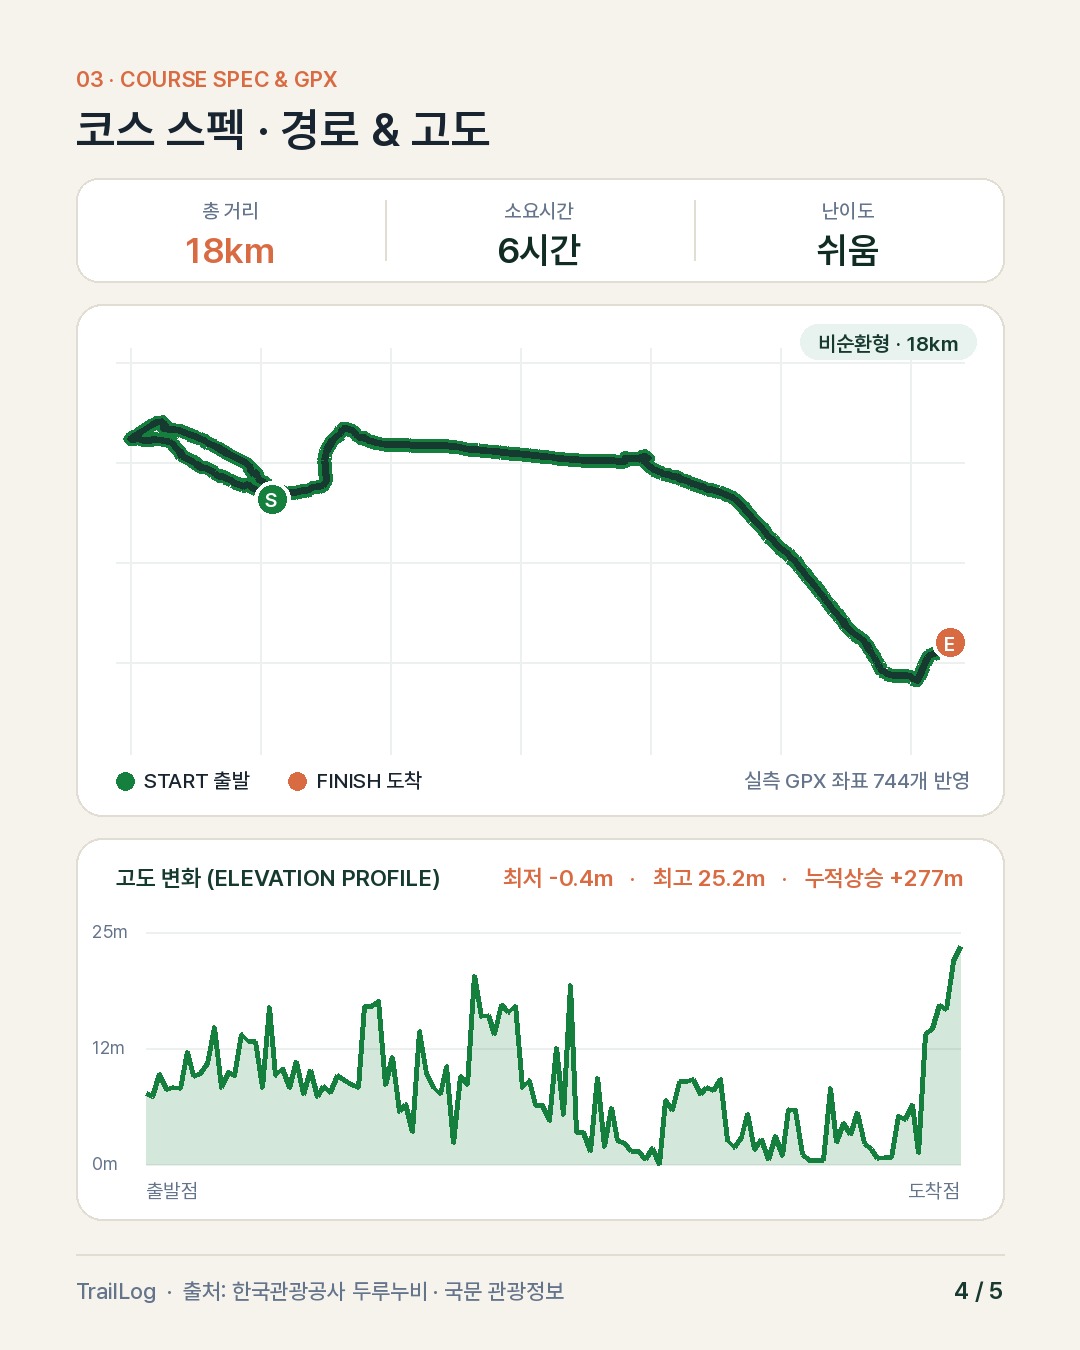 03 · COURSE SPEC & GPX
코스 스펙 · 경로 & 고도
총 거리
18km
소요시간
6시간
난이도
쉬움
비순환형 · 18km
S
E
START 출발
FINISH 도착
실측 GPX 좌표 744개 반영
고도 변화 (ELEVATION PROFILE)
최저 -0.4m · 최고 25.2m · 누적상승 +277m
25m
12m
0m
출발점
도착점
TrailLog · 출처: 한국관광공사 두루누비 · 국문 관광정보
4 / 5